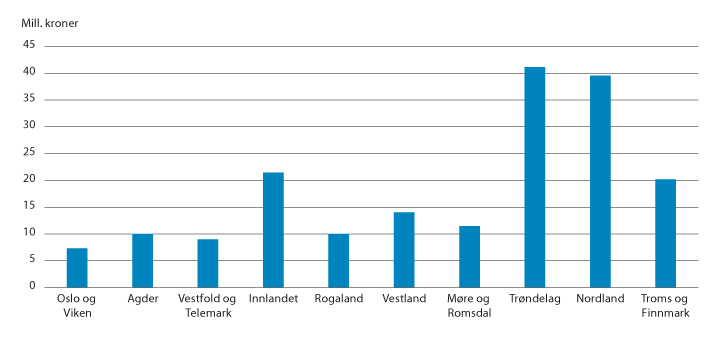 Mill. kroner
45
40
35
30
25
20
15
10
5
0
Oslo og
Viken
Agder
Vestfold og
Telemark
Innlandet
Rogaland
Vestland
Møre og
Romsdal
Trøndelag
Nordland
Troms og
Finnmark